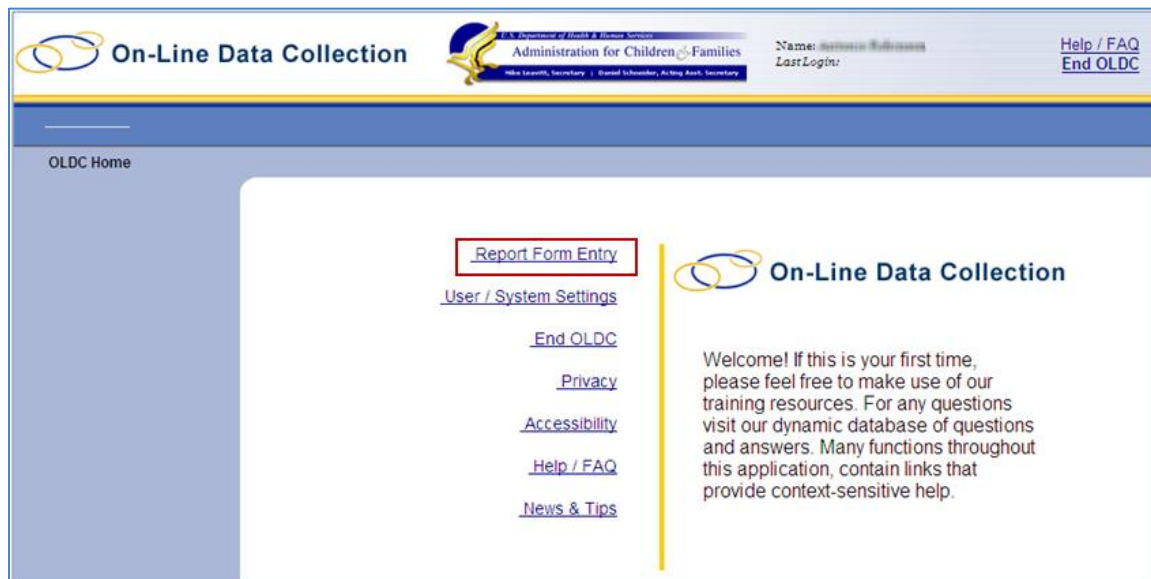 On-Line Data Collection
U.S. Department of Health & Human Services
Administration for Children & Families
Mike Leavitt, Secretary | Daniel Schneider, Acting Asst. Secretary
Name:
Last Login:
Help / FAQ
End OLDC
OLDC Home
Report Form Entry
User / System Settings
End OLDC
Privacy
Accessibility
Help / FAQ
News & Tips
On-Line Data Collection
Welcome! If this is your first time,
please feel free to make use of our
training resources. For any questions
visit our dynamic database of questions
and answers. Many functions throughout
this application, contain links that
provide context-sensitive help.